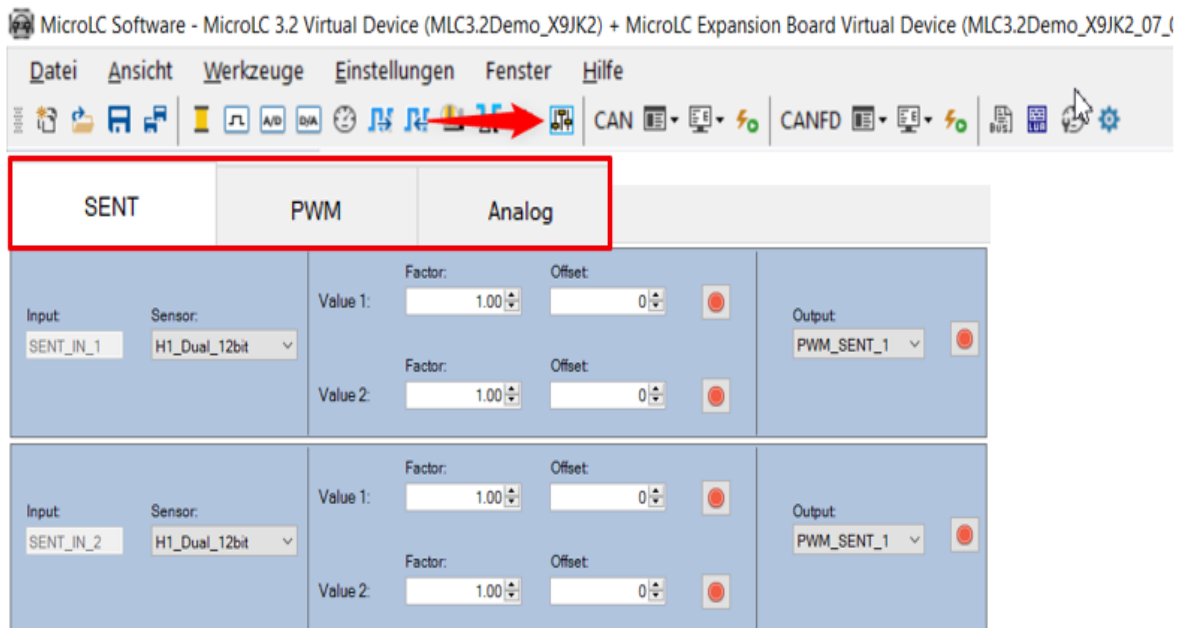 MicroLC Software - MicroLC 3.2 Virtual Device (MLC3.2Demo_X9JK2) + MicroLC Expansion Board Virtual Device (MLC3.2Demo_X9JK2_07_
Datei Ansicht Werkzeuge Einstellungen Fenster Hilfe
A/D D/A CAN CANFD BUS LUA
SENT PWM Analog
Factor: Offset:
Value 1: 1.00 0
Input: Sensor: Output:
SENT_IN_1 H1_Dual_12bit PWM_SENT_1
Factor: Offset:
Value 2: 1.00 0
Factor: Offset:
Value 1: 1.00 0
Input: Sensor: Output:
SENT_IN_2 H1_Dual_12bit PWM_SENT_1
Factor: Offset:
Value 2: 1.00 0